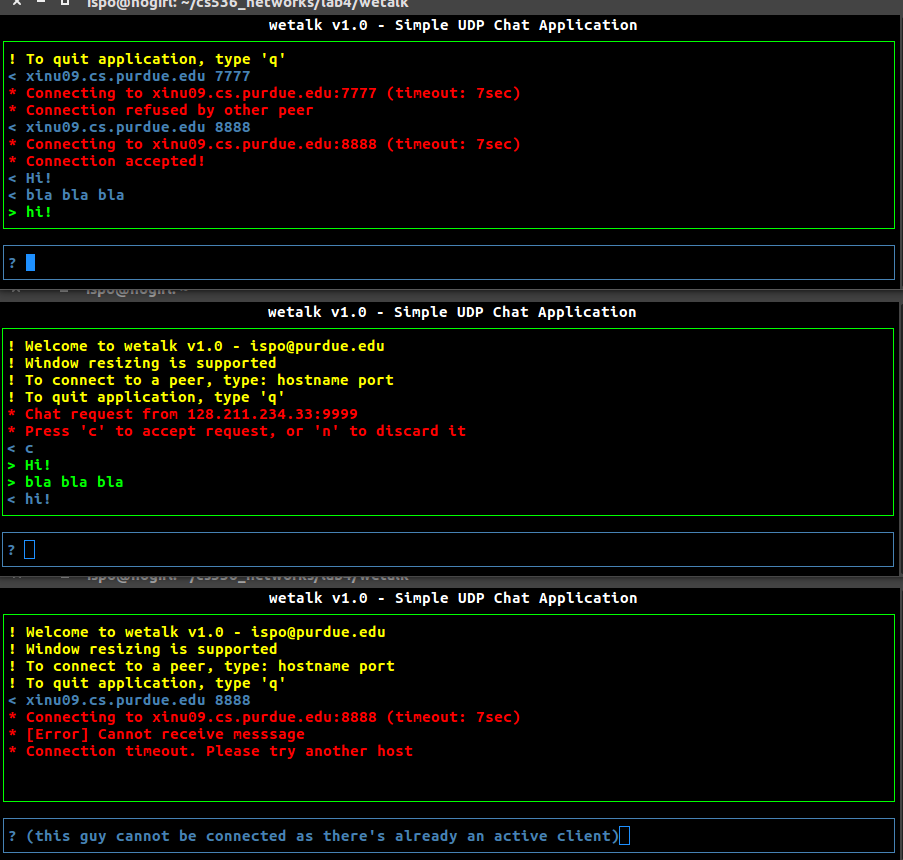 ispo@nogirl: ~/cs536_networks/lab4/wetalk
wetalk v1.0 - Simple UDP Chat Application
! To quit application, type 'q'
< xinu09.cs.purdue.edu 7777
* Connecting to xinu09.cs.purdue.edu:7777 (timeout: 7sec)
* Connection refused by other peer
< xinu09.cs.purdue.edu 8888
* Connecting to xinu09.cs.purdue.edu:8888 (timeout: 7sec)
* Connection accepted!
< Hi!
< bla bla bla
> hi!
?
ispo@nogirl: ~
wetalk v1.0 - Simple UDP Chat Application
! Welcome to wetalk v1.0 - ispo@purdue.edu
! Window resizing is supported
! To connect to a peer, type: hostname port
! To quit application, type 'q'
* Chat request from 128.211.234.33:9999
* Press 'c' to accept request, or 'n' to discard it
< c
> Hi!
> bla bla bla
< hi!
?
ispo@nogirl: ~/cs536_networks/lab4/wetalk
wetalk v1.0 - Simple UDP Chat Application
! Welcome to wetalk v1.0 - ispo@purdue.edu
! Window resizing is supported
! To connect to a peer, type: hostname port
! To quit application, type 'q'
< xinu09.cs.purdue.edu 8888
* Connecting to xinu09.cs.purdue.edu:8888 (timeout: 7sec)
* [Error] Cannot receive messsage
* Connection timeout. Please try another host
? (this guy cannot be connected as there's already an active client)